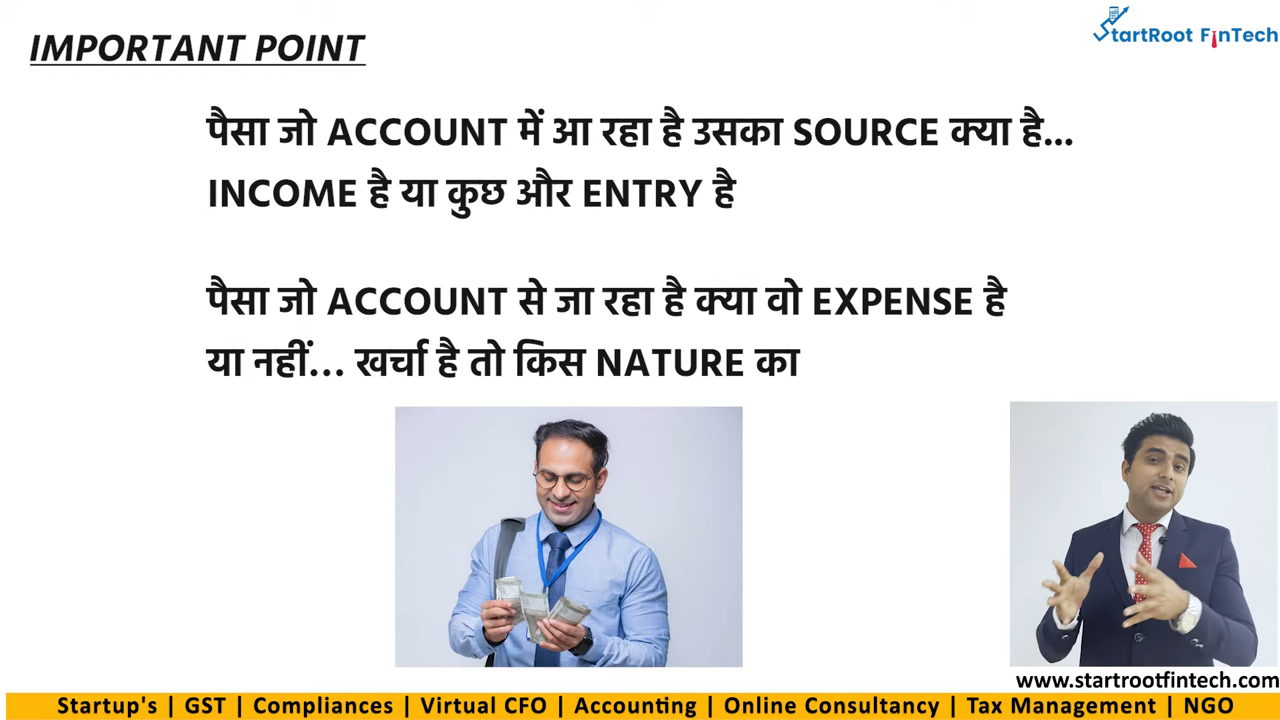 IMPORTANT POINT
StartRoot FinTech
पैसा जो ACCOUNT में आ रहा है उसका SOURCE क्या है...
INCOME है या कुछ और ENTRY है
पैसा जो ACCOUNT से जा रहा है क्या वो EXPENSE है
या नहीं... खर्चा है तो किस NATURE का
www.startrootfintech.com
Startup's | GST | Compliances | Virtual CFO | Accounting | Online Consultancy | Tax Management | NGO